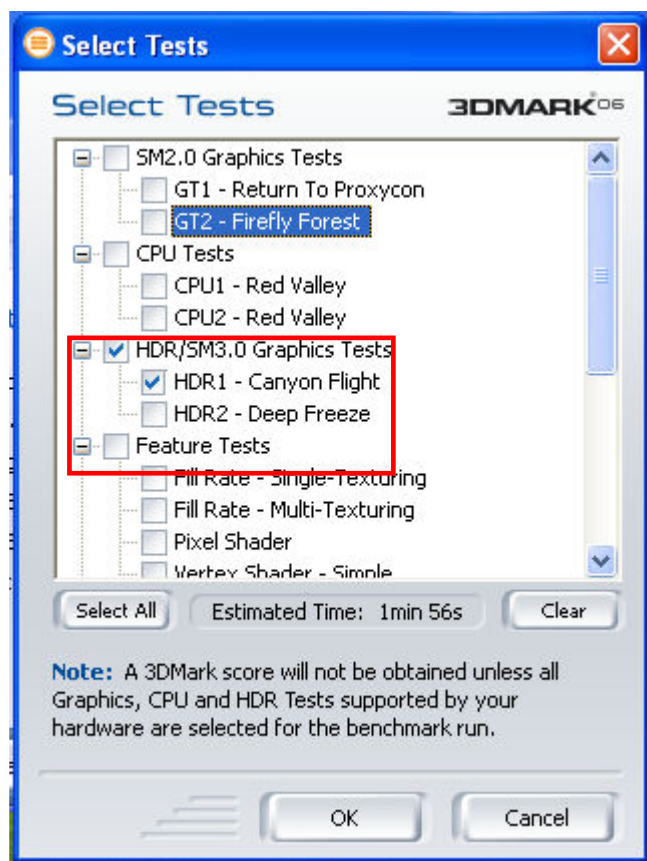 Select Tests
Select Tests 3DMARK06
SM2.0 Graphics Tests
GT1 - Return To Proxycon
GT2 - Firefly Forest
CPU Tests
CPU1 - Red Valley
CPU2 - Red Valley
HDR/SM3.0 Graphics Tests
HDR1 - Canyon Flight
HDR2 - Deep Freeze
Feature Tests
Fill Rate - Single-Texturing
Fill Rate - Multi-Texturing
Pixel Shader
Vertex Shader - Simple
Select All Estimated Time: 1min 56s Clear
Note: A 3DMark score will not be obtained unless all
Graphics, CPU and HDR Tests supported by your
hardware are selected for the benchmark run.
OK Cancel